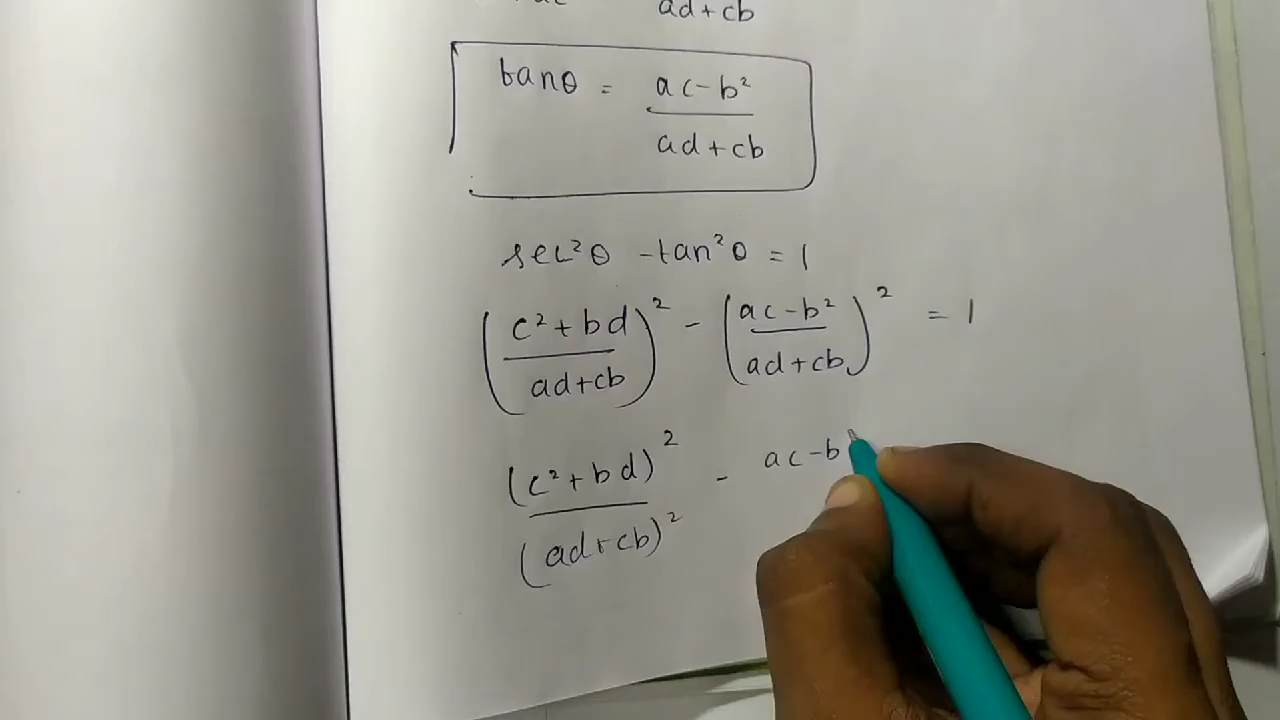 ad+cb
tanθ = ac-b²
ad+cb
sec²θ -tan²θ = 1
(c²+bd / ad+cb)² - (ac-b² / ad+cb)² = 1
(c²+bd)² / (ad+cb)² - ac-b